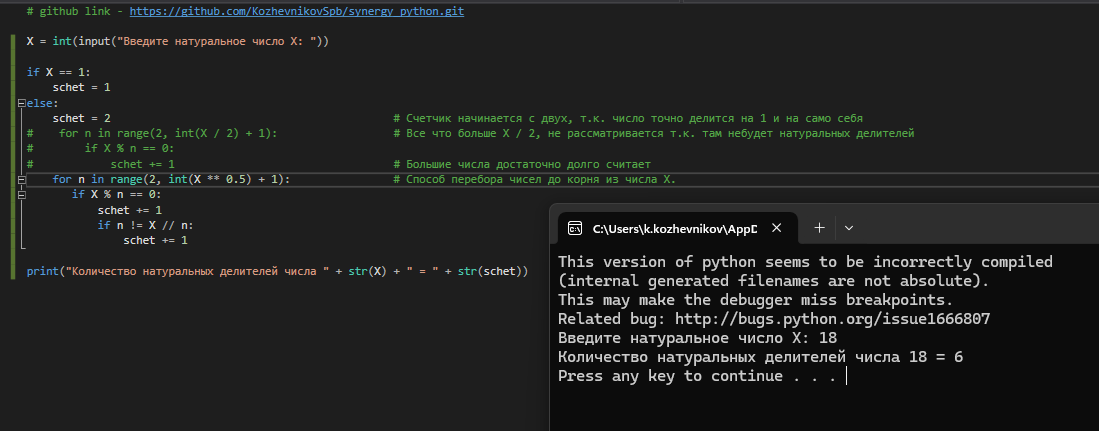 # github link - https://github.com/KozhevnikovSpb/synergy_python.git
X = int(input("Введите натуральное число X: "))
if X == 1:
    schet = 1
else:
    schet = 2 # Счетчик начинается с двух, т.к. число точно делится на 1 и на само себя
#    for n in range(2, int(X / 2) + 1): # Все что больше X / 2, не рассматривается т.к. там небудет натуральных делителей
#        if X % n == 0:
#            schet += 1 # Большие числа достаточно долго считает
    for n in range(2, int(X ** 0.5) + 1): # Способ перебора чисел до корня из числа X.
        if X % n == 0:
            schet += 1
            if n != X // n:
                schet += 1
print("Количество натуральных делителей числа " + str(X) + " = " + str(schet))
C:\Users\k.kozhevnikov\AppD
This version of python seems to be incorrectly compiled
(internal generated filenames are not absolute).
This may make the debugger miss breakpoints.
Related bug: http://bugs.python.org/issue1666807
Введите натуральное число X: 18
Количество натуральных делителей числа 18 = 6
Press any key to continue . . .